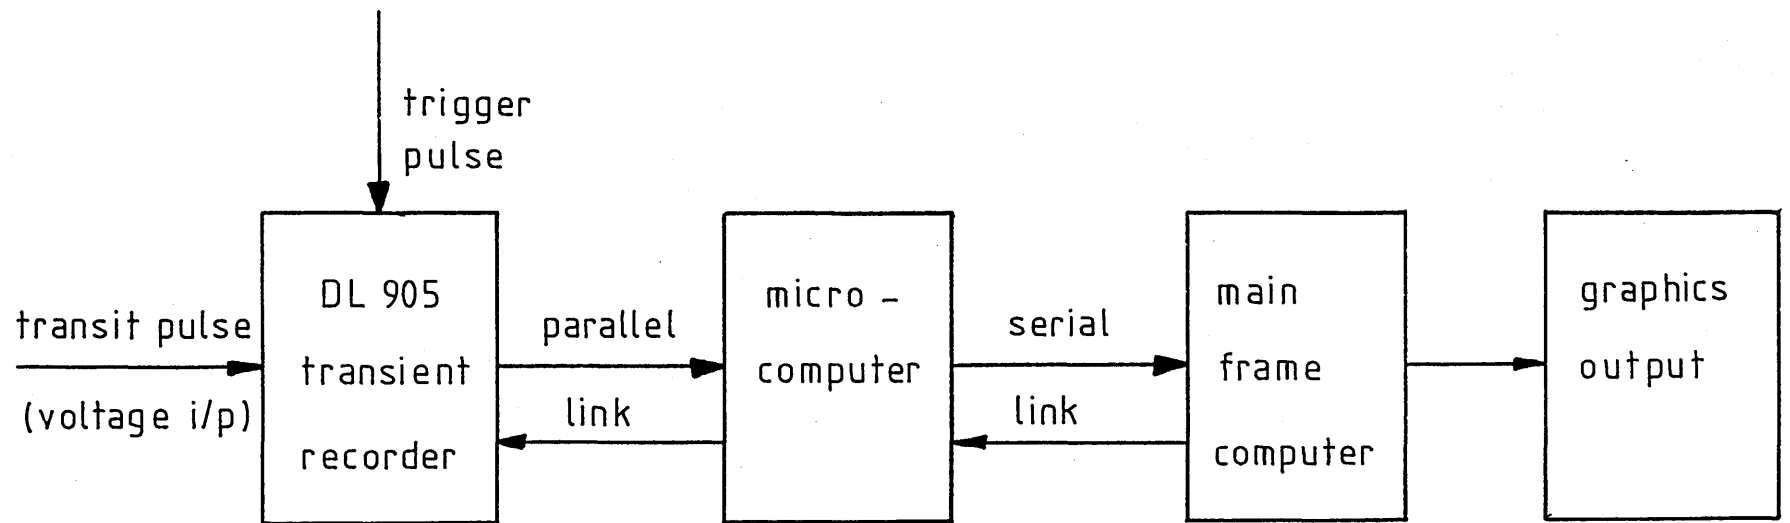 trigger
pulse
transit pulse
(voltage i/p)
DL 905
transient
recorder
parallel
link
micro -
computer
serial
link
main
frame
computer
graphics
output